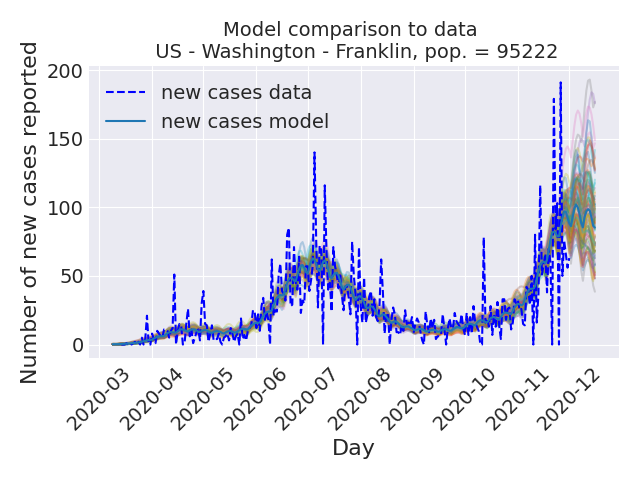 Model comparison to data
US - Washington - Franklin, pop. = 95222
Number of new cases reported
200
150
100
50
0
new cases data
new cases model
2020-03
2020-04
2020-05
2020-06
2020-07
2020-08
2020-09
2020-10
2020-11
2020-12
Day